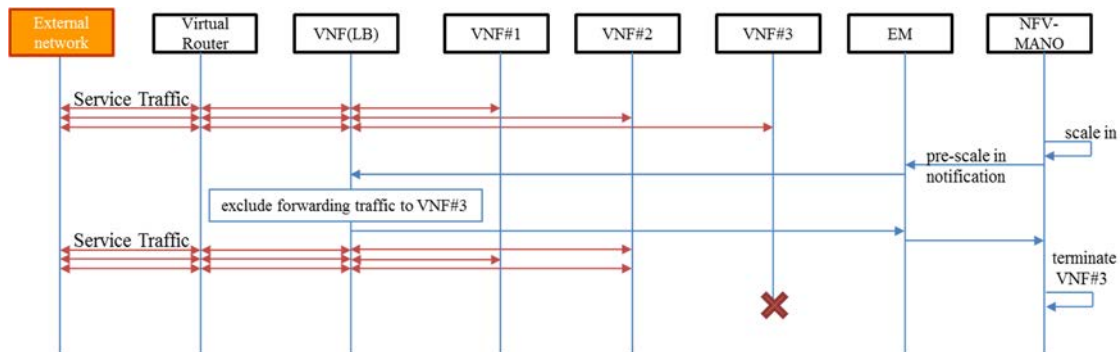 External
network
Virtual
Router
VNF(LB)
VNF#1
VNF#2
VNF#3
EM
NFV-
MANO
Service Traffic
scale in
pre-scale in
notification
exclude forwarding traffic to VNF#3
Service Traffic
terminate
VNF#3